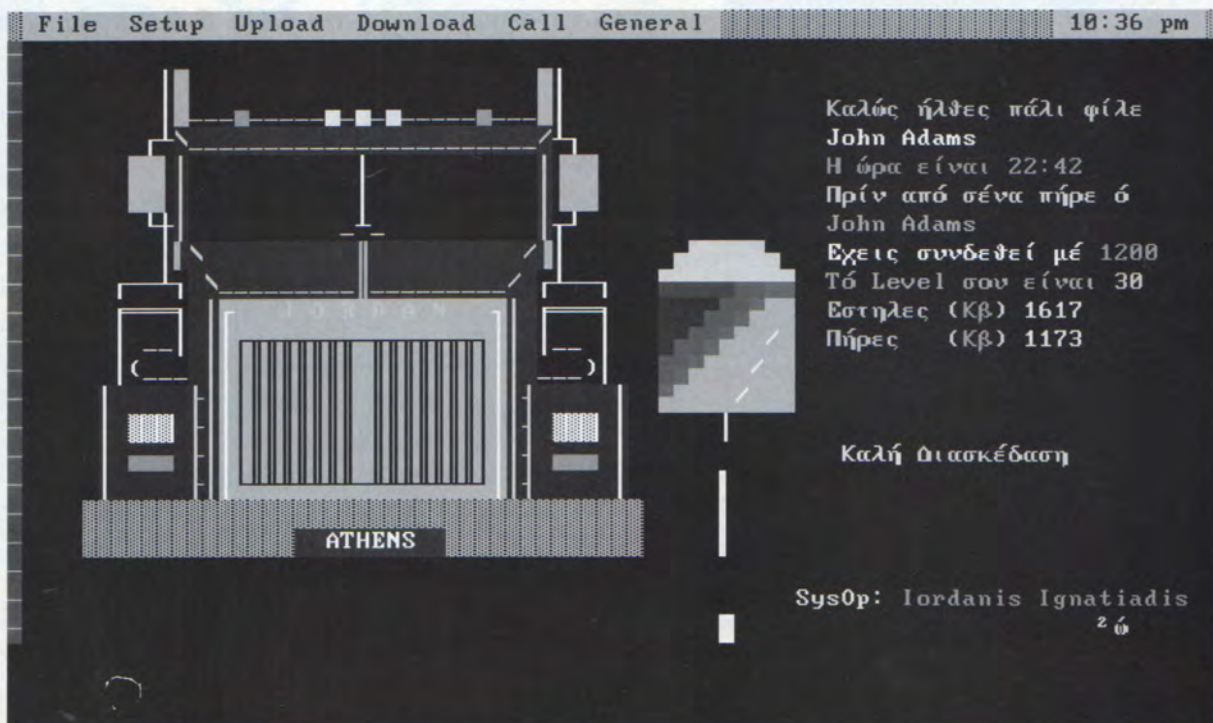 File Setup Upload Download Call General 10:36 pm
JORDAN
ATHENS
Καλώς ήλθες πάλι φίλε
John Adams
Η ώρα είναι 22:42
Πρίν από σένα πήρε ό
John Adams
Εχεις συνδεθεί μέ 1200
Τό Level σου είναι 30
Εστηλες (Κβ) 1617
Πήρες (Κβ) 1173
Καλή Διασκέδαση
SysOp: Iordanis Ignatiadis
² ώ